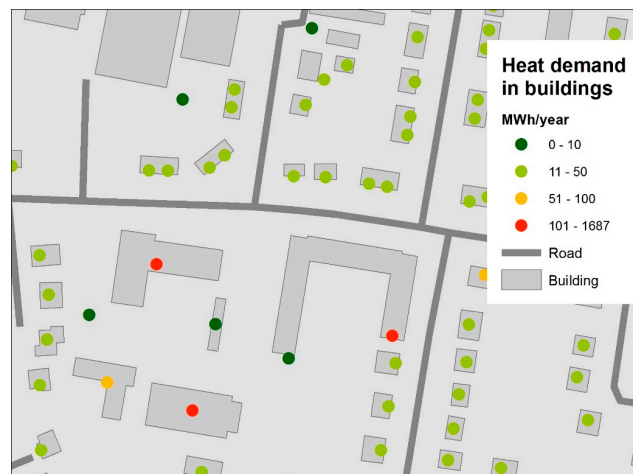 Heat demand
in buildings
MWh/year
0 - 10
11 - 50
51 - 100
101 - 1687
Road
Building